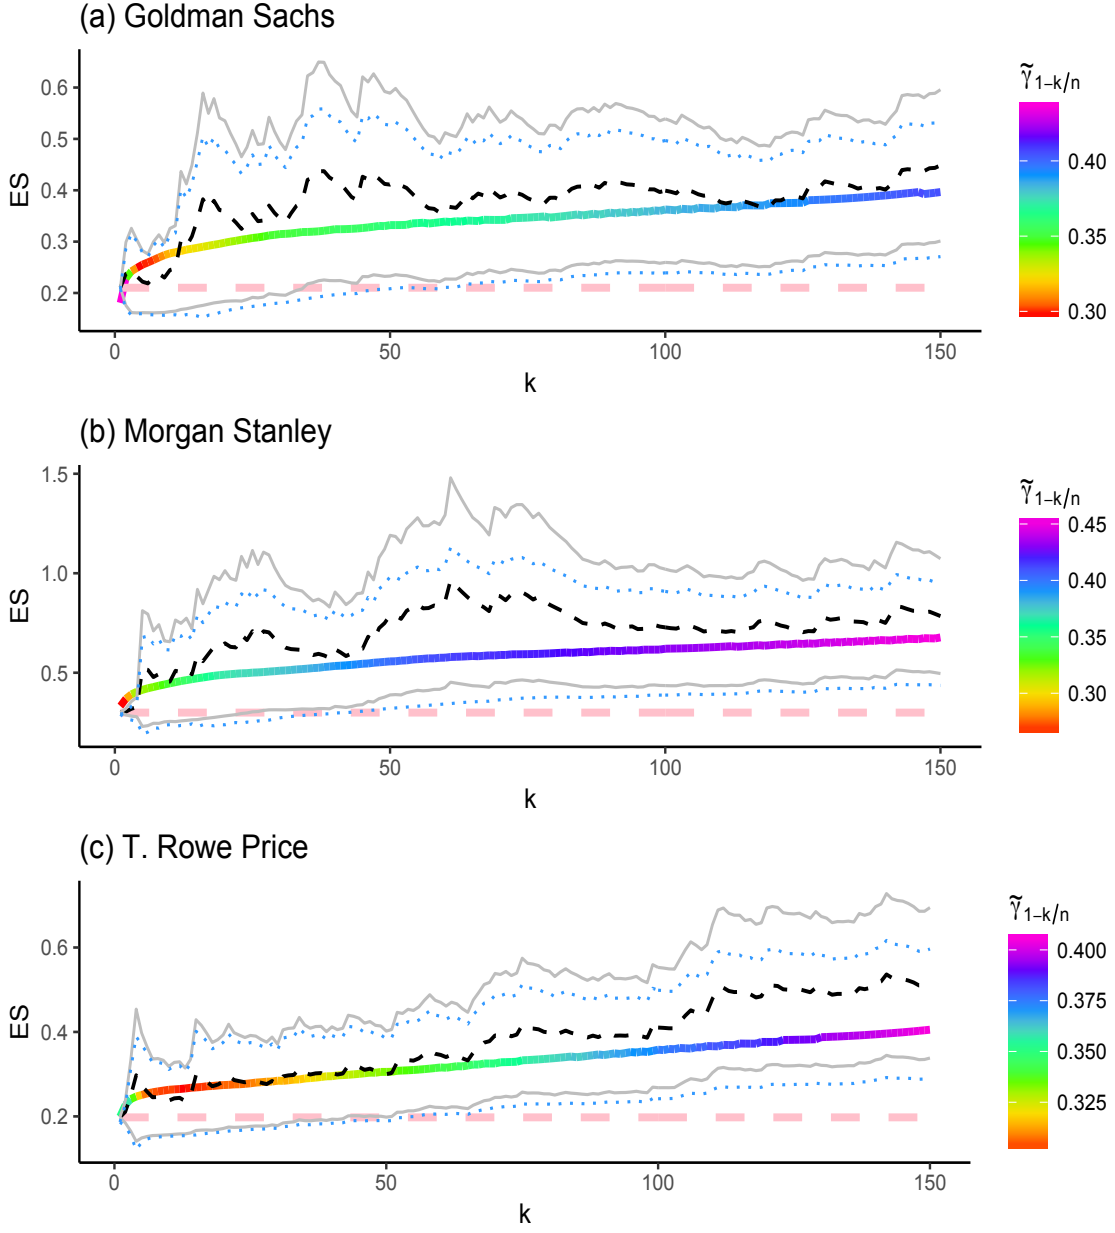 (a) Goldman Sachs
ES
0.6
0.5
0.4
0.3
0.2
0 50 100 150
k
γ̃1−k/n
0.40
0.35
0.30
(b) Morgan Stanley
ES
1.5
1.0
0.5
0 50 100 150
k
γ̃1−k/n
0.45
0.40
0.35
0.30
(c) T. Rowe Price
ES
0.6
0.4
0.2
0 50 100 150
k
γ̃1−k/n
0.400
0.375
0.350
0.325